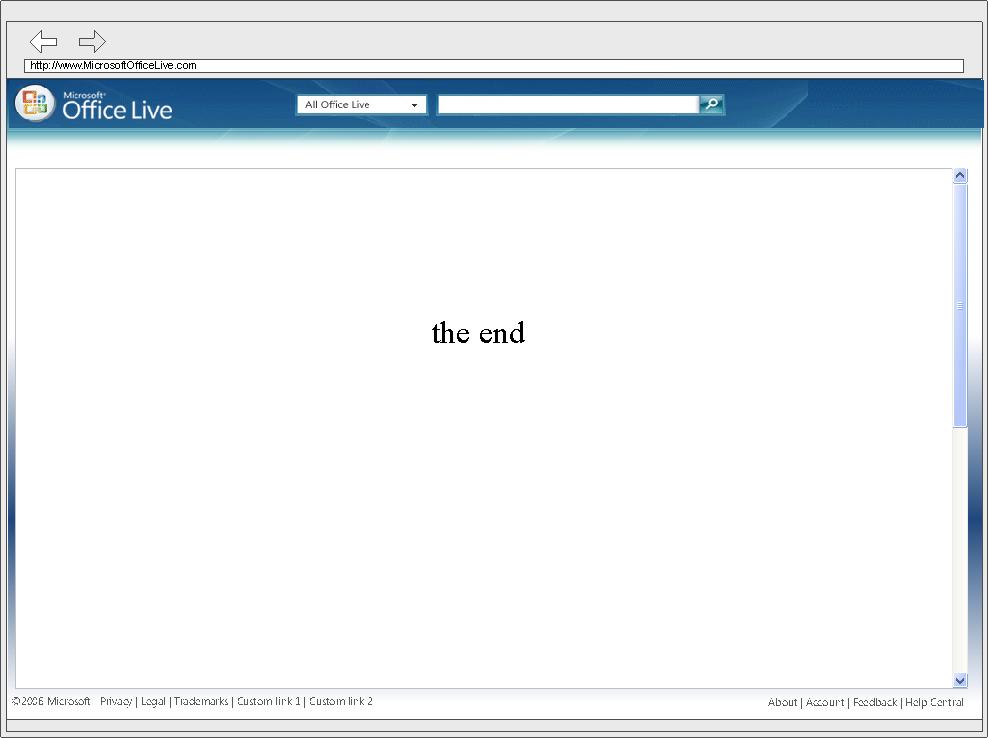 http://www.MicrosoftOfficeLive.com
Microsoft®
Office Live
All Office Live
the end
©2006 Microsoft Privacy | Legal | Trademarks | Custom link 1 | Custom link 2
About | Account | Feedback | Help Central